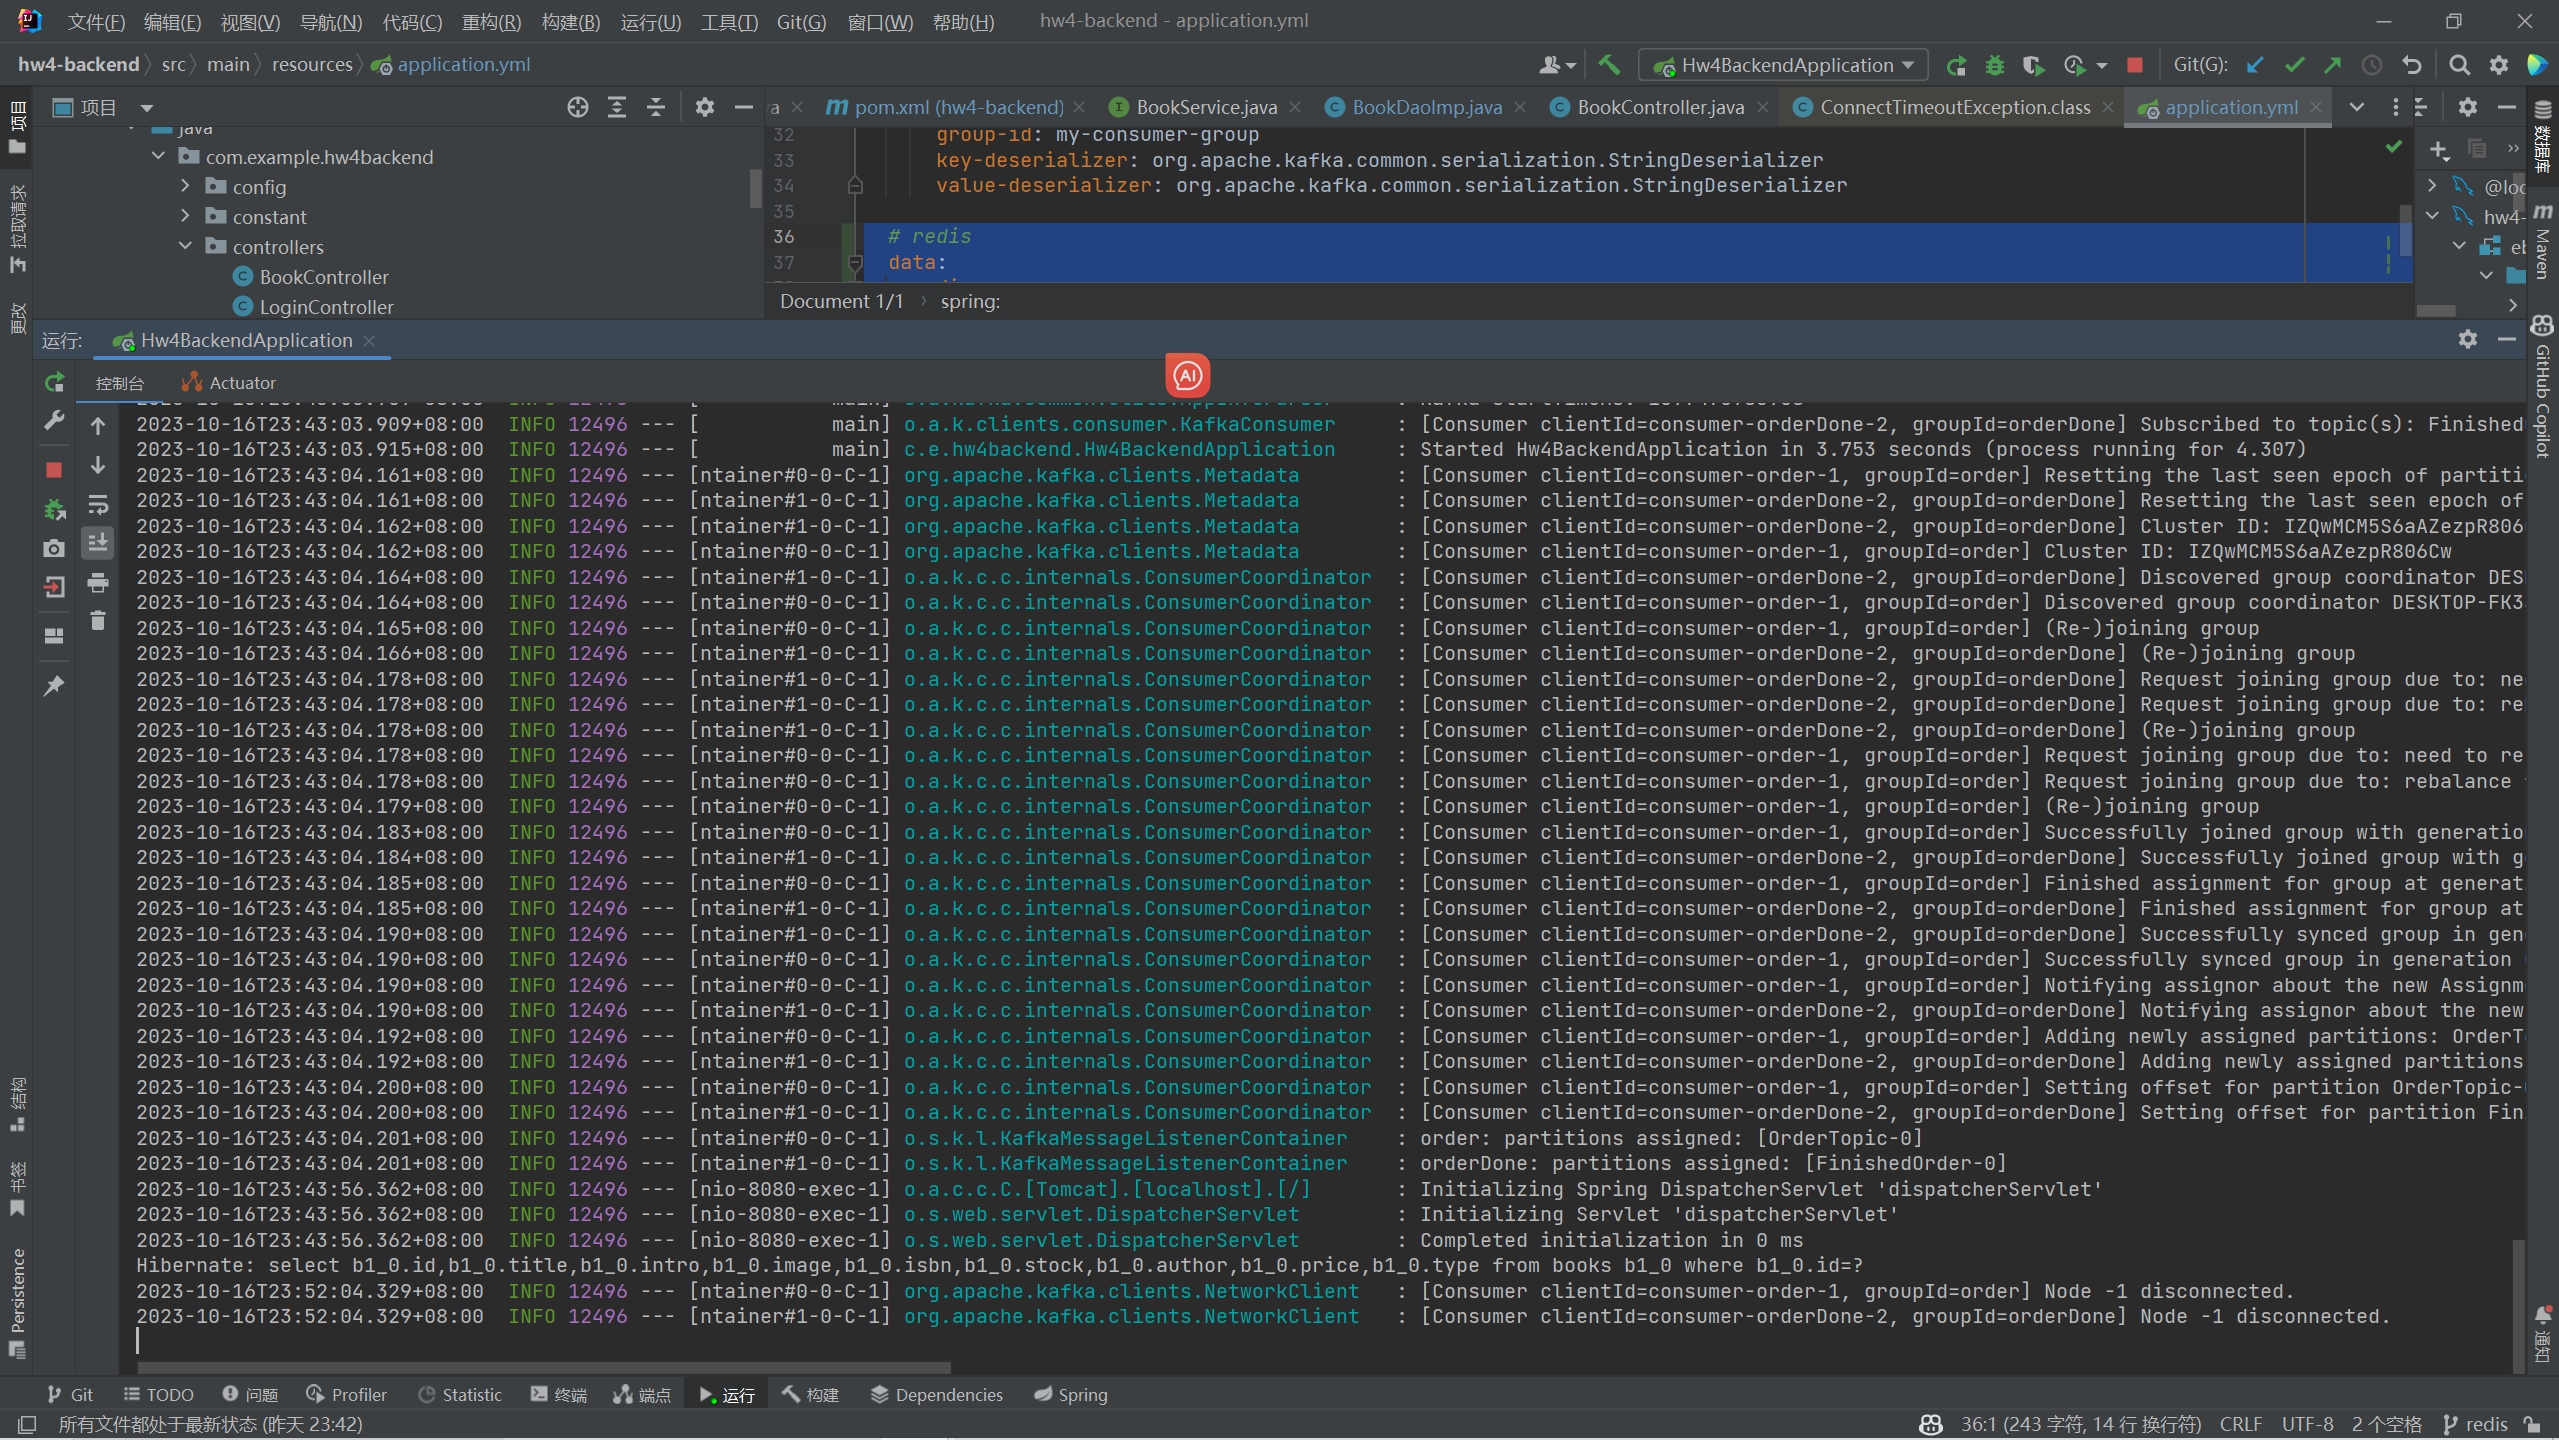 文件(F) 编辑(E) 视图(V) 导航(N) 代码(C) 重构(R) 构建(B) 运行(U) 工具(T) Git(G) 窗口(W) 帮助(H) hw4-backend - application.yml
hw4-backend src main resources application.yml Hw4BackendApplication Git(G):
项目 pom.xml (hw4-backend) BookService.java BookDaoImp.java BookController.java ConnectTimeoutException.class application.yml
java
com.example.hw4backend
config
constant
controllers
BookController
LoginController
32 group-id: my-consumer-group
33 key-deserializer: org.apache.kafka.common.serialization.StringDeserializer
34 value-deserializer: org.apache.kafka.common.serialization.StringDeserializer
35
36 # redis
37 data:
Document 1/1 spring:
@loc
hw4-
运行: Hw4BackendApplication
控制台 Actuator
2023-10-16T23:43:03.909+08:00 INFO 12496 --- [ main] o.a.k.clients.consumer.KafkaConsumer : [Consumer clientId=consumer-orderDone-2, groupId=orderDone] Subscribed to topic(s): Finished
2023-10-16T23:43:03.915+08:00 INFO 12496 --- [ main] c.e.hw4backend.Hw4BackendApplication : Started Hw4BackendApplication in 3.753 seconds (process running for 4.307)
2023-10-16T23:43:04.161+08:00 INFO 12496 --- [ntainer#0-0-C-1] org.apache.kafka.clients.Metadata : [Consumer clientId=consumer-order-1, groupId=order] Resetting the last seen epoch of partiti
2023-10-16T23:43:04.161+08:00 INFO 12496 --- [ntainer#1-0-C-1] org.apache.kafka.clients.Metadata : [Consumer clientId=consumer-orderDone-2, groupId=orderDone] Resetting the last seen epoch of
2023-10-16T23:43:04.162+08:00 INFO 12496 --- [ntainer#1-0-C-1] org.apache.kafka.clients.Metadata : [Consumer clientId=consumer-orderDone-2, groupId=orderDone] Cluster ID: IZQwMCM5S6aAZezpR806
2023-10-16T23:43:04.162+08:00 INFO 12496 --- [ntainer#0-0-C-1] org.apache.kafka.clients.Metadata : [Consumer clientId=consumer-order-1, groupId=order] Cluster ID: IZQwMCM5S6aAZezpR806Cw
2023-10-16T23:43:04.164+08:00 INFO 12496 --- [ntainer#1-0-C-1] o.a.k.c.c.internals.ConsumerCoordinator : [Consumer clientId=consumer-orderDone-2, groupId=orderDone] Discovered group coordinator DES
2023-10-16T23:43:04.164+08:00 INFO 12496 --- [ntainer#0-0-C-1] o.a.k.c.c.internals.ConsumerCoordinator : [Consumer clientId=consumer-order-1, groupId=order] Discovered group coordinator DESKTOP-FK3
2023-10-16T23:43:04.165+08:00 INFO 12496 --- [ntainer#0-0-C-1] o.a.k.c.c.internals.ConsumerCoordinator : [Consumer clientId=consumer-order-1, groupId=order] (Re-)joining group
2023-10-16T23:43:04.166+08:00 INFO 12496 --- [ntainer#1-0-C-1] o.a.k.c.c.internals.ConsumerCoordinator : [Consumer clientId=consumer-orderDone-2, groupId=orderDone] (Re-)joining group
2023-10-16T23:43:04.178+08:00 INFO 12496 --- [ntainer#1-0-C-1] o.a.k.c.c.internals.ConsumerCoordinator : [Consumer clientId=consumer-orderDone-2, groupId=orderDone] Request joining group due to: ne
2023-10-16T23:43:04.178+08:00 INFO 12496 --- [ntainer#1-0-C-1] o.a.k.c.c.internals.ConsumerCoordinator : [Consumer clientId=consumer-orderDone-2, groupId=orderDone] Request joining group due to: re
2023-10-16T23:43:04.178+08:00 INFO 12496 --- [ntainer#1-0-C-1] o.a.k.c.c.internals.ConsumerCoordinator : [Consumer clientId=consumer-orderDone-2, groupId=orderDone] (Re-)joining group
2023-10-16T23:43:04.178+08:00 INFO 12496 --- [ntainer#0-0-C-1] o.a.k.c.c.internals.ConsumerCoordinator : [Consumer clientId=consumer-order-1, groupId=order] Request joining group due to: need to re
2023-10-16T23:43:04.178+08:00 INFO 12496 --- [ntainer#0-0-C-1] o.a.k.c.c.internals.ConsumerCoordinator : [Consumer clientId=consumer-order-1, groupId=order] Request joining group due to: rebalance
2023-10-16T23:43:04.179+08:00 INFO 12496 --- [ntainer#0-0-C-1] o.a.k.c.c.internals.ConsumerCoordinator : [Consumer clientId=consumer-order-1, groupId=order] (Re-)joining group
2023-10-16T23:43:04.183+08:00 INFO 12496 --- [ntainer#0-0-C-1] o.a.k.c.c.internals.ConsumerCoordinator : [Consumer clientId=consumer-order-1, groupId=order] Successfully joined group with generatio
2023-10-16T23:43:04.184+08:00 INFO 12496 --- [ntainer#1-0-C-1] o.a.k.c.c.internals.ConsumerCoordinator : [Consumer clientId=consumer-orderDone-2, groupId=orderDone] Successfully joined group with g
2023-10-16T23:43:04.185+08:00 INFO 12496 --- [ntainer#0-0-C-1] o.a.k.c.c.internals.ConsumerCoordinator : [Consumer clientId=consumer-order-1, groupId=order] Finished assignment for group at generat
2023-10-16T23:43:04.185+08:00 INFO 12496 --- [ntainer#1-0-C-1] o.a.k.c.c.internals.ConsumerCoordinator : [Consumer clientId=consumer-orderDone-2, groupId=orderDone] Finished assignment for group at
2023-10-16T23:43:04.190+08:00 INFO 12496 --- [ntainer#1-0-C-1] o.a.k.c.c.internals.ConsumerCoordinator : [Consumer clientId=consumer-orderDone-2, groupId=orderDone] Successfully synced group in gen
2023-10-16T23:43:04.190+08:00 INFO 12496 --- [ntainer#0-0-C-1] o.a.k.c.c.internals.ConsumerCoordinator : [Consumer clientId=consumer-order-1, groupId=order] Successfully synced group in generation
2023-10-16T23:43:04.190+08:00 INFO 12496 --- [ntainer#0-0-C-1] o.a.k.c.c.internals.ConsumerCoordinator : [Consumer clientId=consumer-order-1, groupId=order] Notifying assignor about the new Assignm
2023-10-16T23:43:04.190+08:00 INFO 12496 --- [ntainer#1-0-C-1] o.a.k.c.c.internals.ConsumerCoordinator : [Consumer clientId=consumer-orderDone-2, groupId=orderDone] Notifying assignor about the new
2023-10-16T23:43:04.192+08:00 INFO 12496 --- [ntainer#0-0-C-1] o.a.k.c.c.internals.ConsumerCoordinator : [Consumer clientId=consumer-order-1, groupId=order] Adding newly assigned partitions: OrderT
2023-10-16T23:43:04.192+08:00 INFO 12496 --- [ntainer#1-0-C-1] o.a.k.c.c.internals.ConsumerCoordinator : [Consumer clientId=consumer-orderDone-2, groupId=orderDone] Adding newly assigned partitions
2023-10-16T23:43:04.200+08:00 INFO 12496 --- [ntainer#0-0-C-1] o.a.k.c.c.internals.ConsumerCoordinator : [Consumer clientId=consumer-order-1, groupId=order] Setting offset for partition OrderTopic-
2023-10-16T23:43:04.200+08:00 INFO 12496 --- [ntainer#1-0-C-1] o.a.k.c.c.internals.ConsumerCoordinator : [Consumer clientId=consumer-orderDone-2, groupId=orderDone] Setting offset for partition Fin
2023-10-16T23:43:04.201+08:00 INFO 12496 --- [ntainer#0-0-C-1] o.s.k.l.KafkaMessageListenerContainer : order: partitions assigned: [OrderTopic-0]
2023-10-16T23:43:04.201+08:00 INFO 12496 --- [ntainer#1-0-C-1] o.s.k.l.KafkaMessageListenerContainer : orderDone: partitions assigned: [FinishedOrder-0]
2023-10-16T23:43:56.362+08:00 INFO 12496 --- [nio-8080-exec-1] o.a.c.c.C.[Tomcat].[localhost].[/] : Initializing Spring DispatcherServlet 'dispatcherServlet'
2023-10-16T23:43:56.362+08:00 INFO 12496 --- [nio-8080-exec-1] o.s.web.servlet.DispatcherServlet : Initializing Servlet 'dispatcherServlet'
2023-10-16T23:43:56.362+08:00 INFO 12496 --- [nio-8080-exec-1] o.s.web.servlet.DispatcherServlet : Completed initialization in 0 ms
Hibernate: select b1_0.id,b1_0.title,b1_0.intro,b1_0.image,b1_0.isbn,b1_0.stock,b1_0.author,b1_0.price,b1_0.type from books b1_0 where b1_0.id=?
2023-10-16T23:52:04.329+08:00 INFO 12496 --- [ntainer#0-0-C-1] org.apache.kafka.clients.NetworkClient : [Consumer clientId=consumer-order-1, groupId=order] Node -1 disconnected.
2023-10-16T23:52:04.329+08:00 INFO 12496 --- [ntainer#1-0-C-1] org.apache.kafka.clients.NetworkClient : [Consumer clientId=consumer-orderDone-2, groupId=orderDone] Node -1 disconnected.
项目
拉取请求
更改
结构
书签
Persistence
AI
数据库
Maven
GitHub Copilot
通知
Git TODO 问题 Profiler Statistic 终端 端点 运行 构建 Dependencies Spring
所有文件都处于最新状态 (昨天 23:42) 36:1 (243 字符, 14 行 换行符) CRLF UTF-8 2 个空格 redis